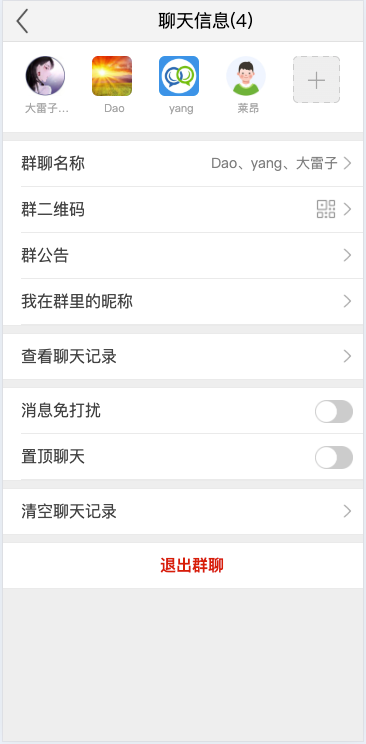 聊天信息(4)
大雷子...
Dao
yang
莱昂
群聊名称
Dao、yang、大雷子
群二维码
群公告
我在群里的昵称
查看聊天记录
消息免打扰
置顶聊天
清空聊天记录
退出群聊